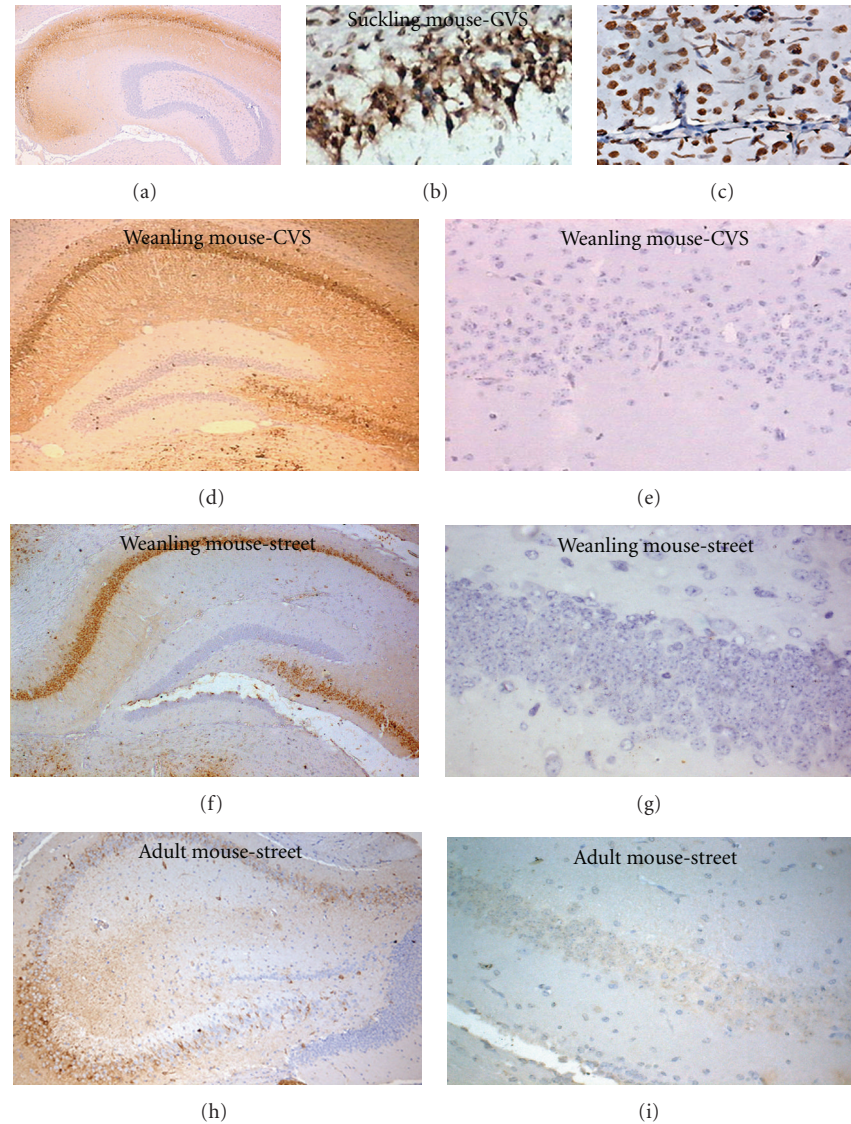 Suckling mouse-CVS
(a)
(b)
(c)
Weanling mouse-CVS
Weanling mouse-CVS
(d)
(e)
Weanling mouse-street
Weanling mouse-street
(f)
(g)
Adult mouse-street
Adult mouse-street
(h)
(i)